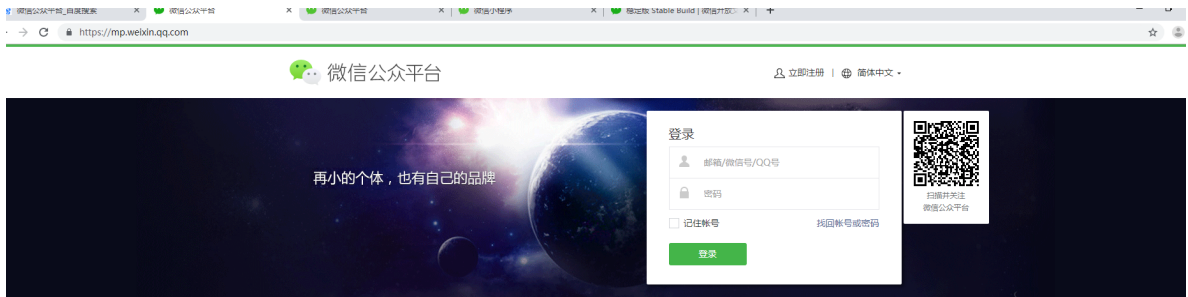 微信公众平台_百度搜索
微信公众平台
微信公众平台
微信小程序
稳定版 Stable Build | 微信开放
https://mp.weixin.qq.com
微信公众平台
立即注册 | 简体中文
登录
邮箱/微信号/QQ号
再小的个体，也有自己的品牌
密码
扫描并关注
微信公众平台
记住帐号
找回帐号或密码
登录